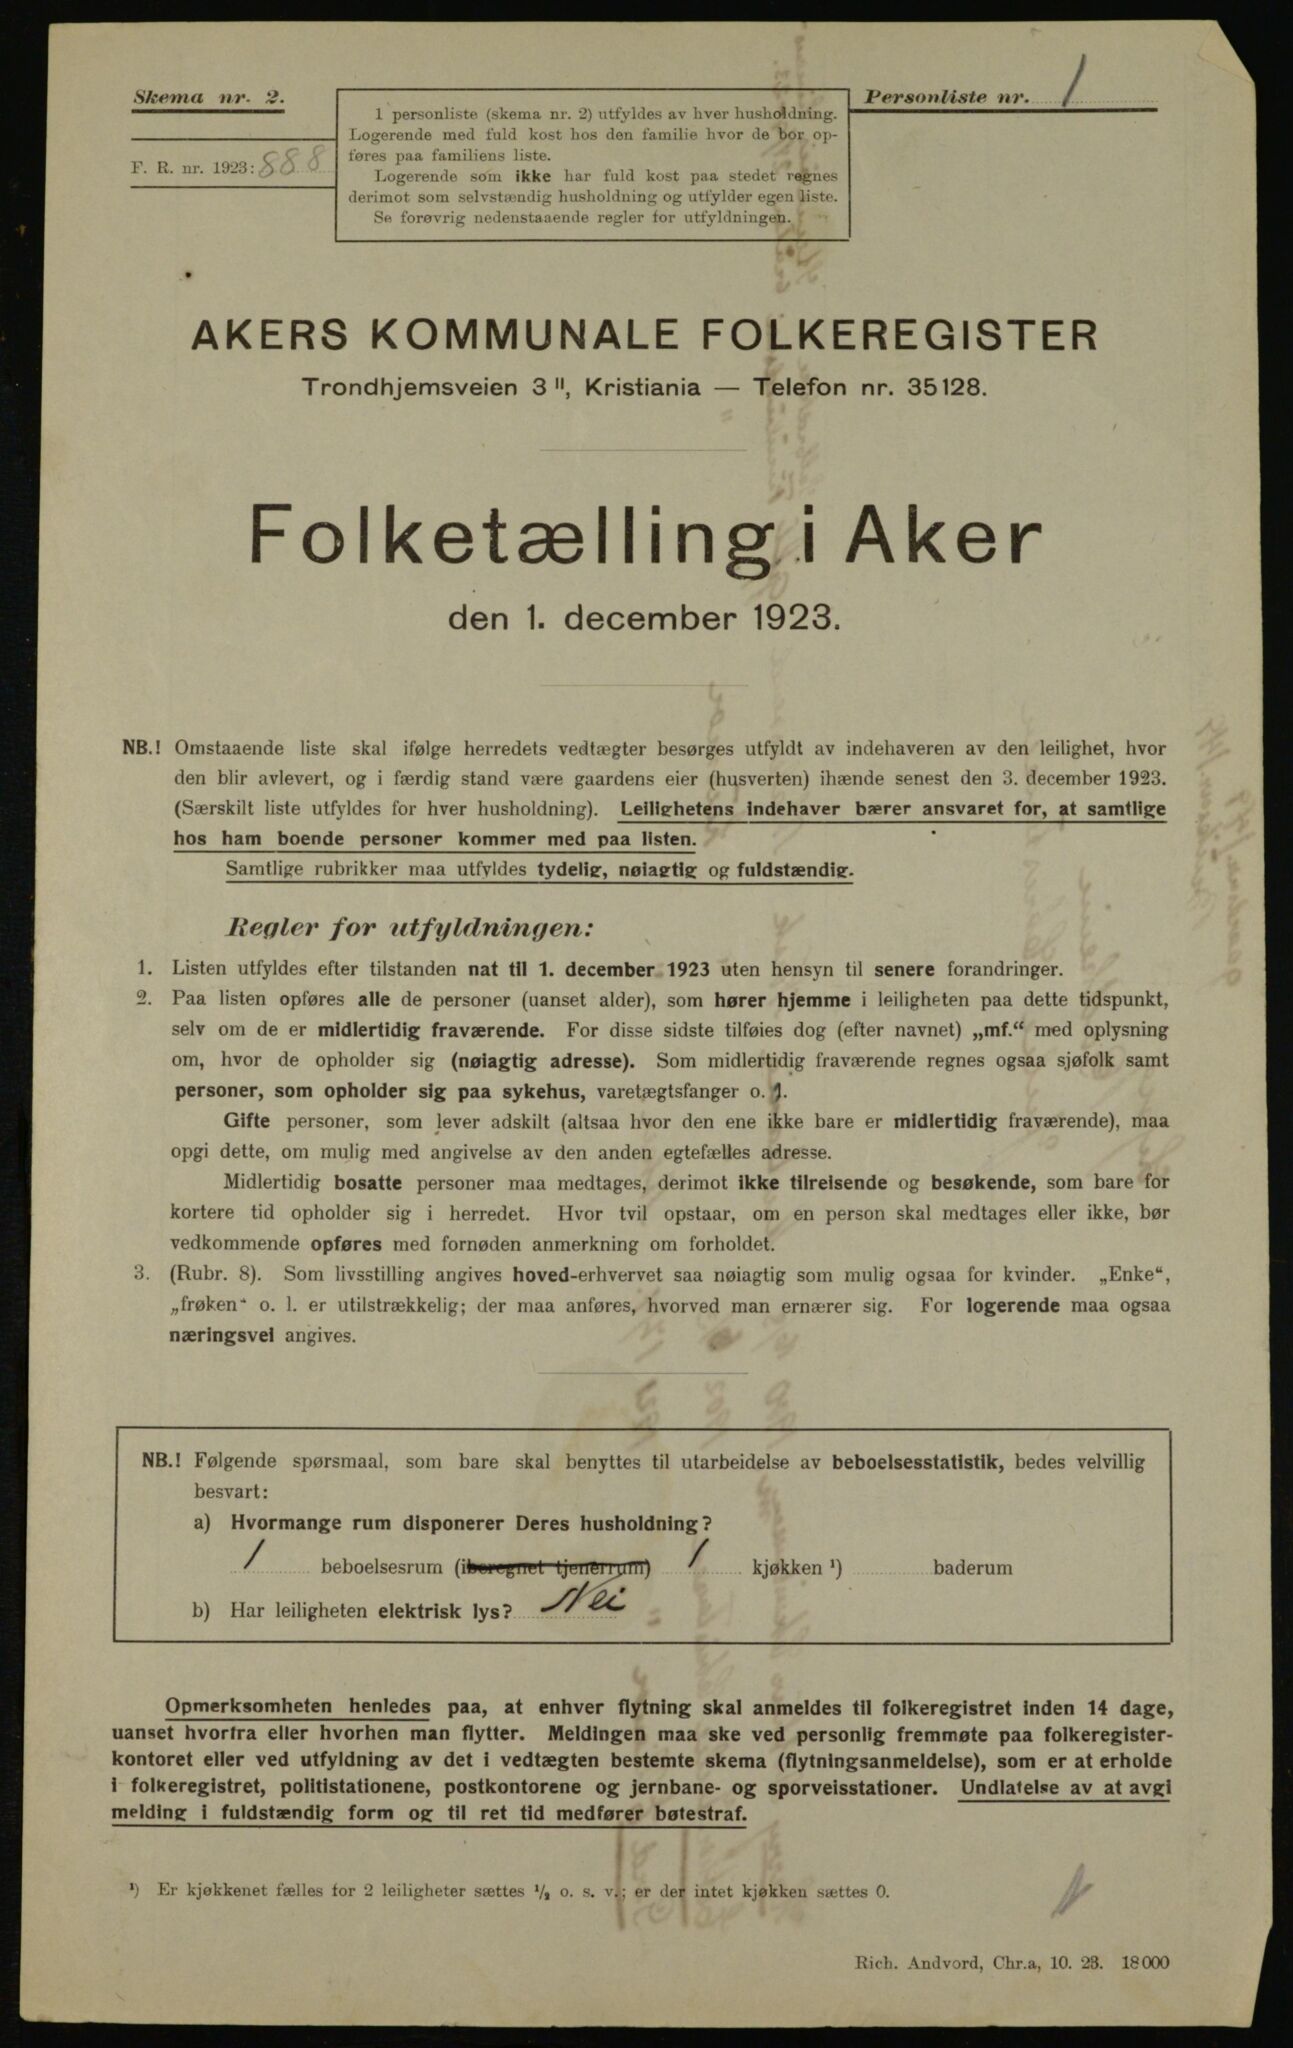 Skema nr. 2.
F. R. nr. 1923: 888
1 personliste (skema nr. 2) utfyldes av hver husholdning.
Logerende med fuld kost hos den familie hvor de bor op-
føres paa familiens liste.
Logerende som ikke har fuld kost paa stedet regnes
derimot som selvstændig husholdning og utfylder egen liste.
Se forøvrig nedenstaaende regler for utfyldningen.
Personliste nr. 1
AKERS KOMMUNALE FOLKEREGISTER
Trondhjemsveien 3 II, Kristiania — Telefon nr. 35128.
Folketælling i Aker
den 1. december 1923.
NB.! Omstaaende liste skal ifølge herredets vedtægter besørges utfyldt av indehaveren av den leilighet, hvor
den blir avlevert, og i færdig stand være gaardens eier (husverten) ihænde senest den 3. december 1923.
(Særskilt liste utfyldes for hver husholdning). Leilighetens indehaver bærer ansvaret for, at samtlige
hos ham boende personer kommer med paa listen.
Samtlige rubrikker maa utfyldes tydelig, nøiagtig og fuldstændig.
Regler for utfyldningen:
1. Listen utfyldes efter tilstanden nat til 1. december 1923 uten hensyn til senere forandringer.
2. Paa listen opføres alle de personer (uanset alder), som hører hjemme i leiligheten paa dette tidspunkt,
selv om de er midlertidig fraværende. For disse sidste tilføies dog (efter navnet) „mf.“ med oplysning
om, hvor de opholder sig (nøiagtig adresse). Som midlertidig fraværende regnes ogsaa sjøfolk samt
personer, som opholder sig paa sykehus, varetægtsfanger o. l.
Gifte personer, som lever adskilt (altsaa hvor den ene ikke bare er midlertidig fraværende), maa
opgi dette, om mulig med angivelse av den anden egtefælles adresse.
Midlertidig bosatte personer maa medtages, derimot ikke tilreisende og besøkende, som bare for
kortere tid opholder sig i herredet. Hvor tvil opstaar, om en person skal medtages eller ikke, bør
vedkommende opføres med fornøden anmerkning om forholdet.
3. (Rubr. 8). Som livsstilling angives hoved-erhvervet saa nøiagtig som mulig ogsaa for kvinder. „Enke“,
„frøken“ o. l. er utilstrækkelig; der maa anføres, hvorved man ernærer sig. For logerende maa ogsaa
næringsvei angives.
NB.! Følgende spørsmaal, som bare skal benyttes til utarbeidelse av beboelsesstatistik, bedes velvillig
besvart:
a) Hvormange rum disponerer Deres husholdning?
1 beboelsesrum (iberegnet tjenerrum) 1 kjøkken ¹) baderum
b) Har leiligheten elektrisk lys? Nei
Opmerksomheten henledes paa, at enhver flytning skal anmeldes til folkeregistret inden 14 dage,
uanset hvorfra eller hvorhen man flytter. Meldingen maa ske ved personlig fremmøte paa folkeregister-
kontoret eller ved utfyldning av det i vedtægten bestemte skema (flytningsanmeldelse), som er at erholde
i folkeregistret, politistationene, postkontorene og jernbane- og sporveisstationer. Undlatelse av at avgi
melding i fuldstændig form og til ret tid medfører bøtestraf.
¹) Er kjøkkenet fælles for 2 leiligheter sættes ½ o. s. v.; er der intet kjøkken sættes 0.
Rich. Andvord, Chr.a, 10. 23. 18000